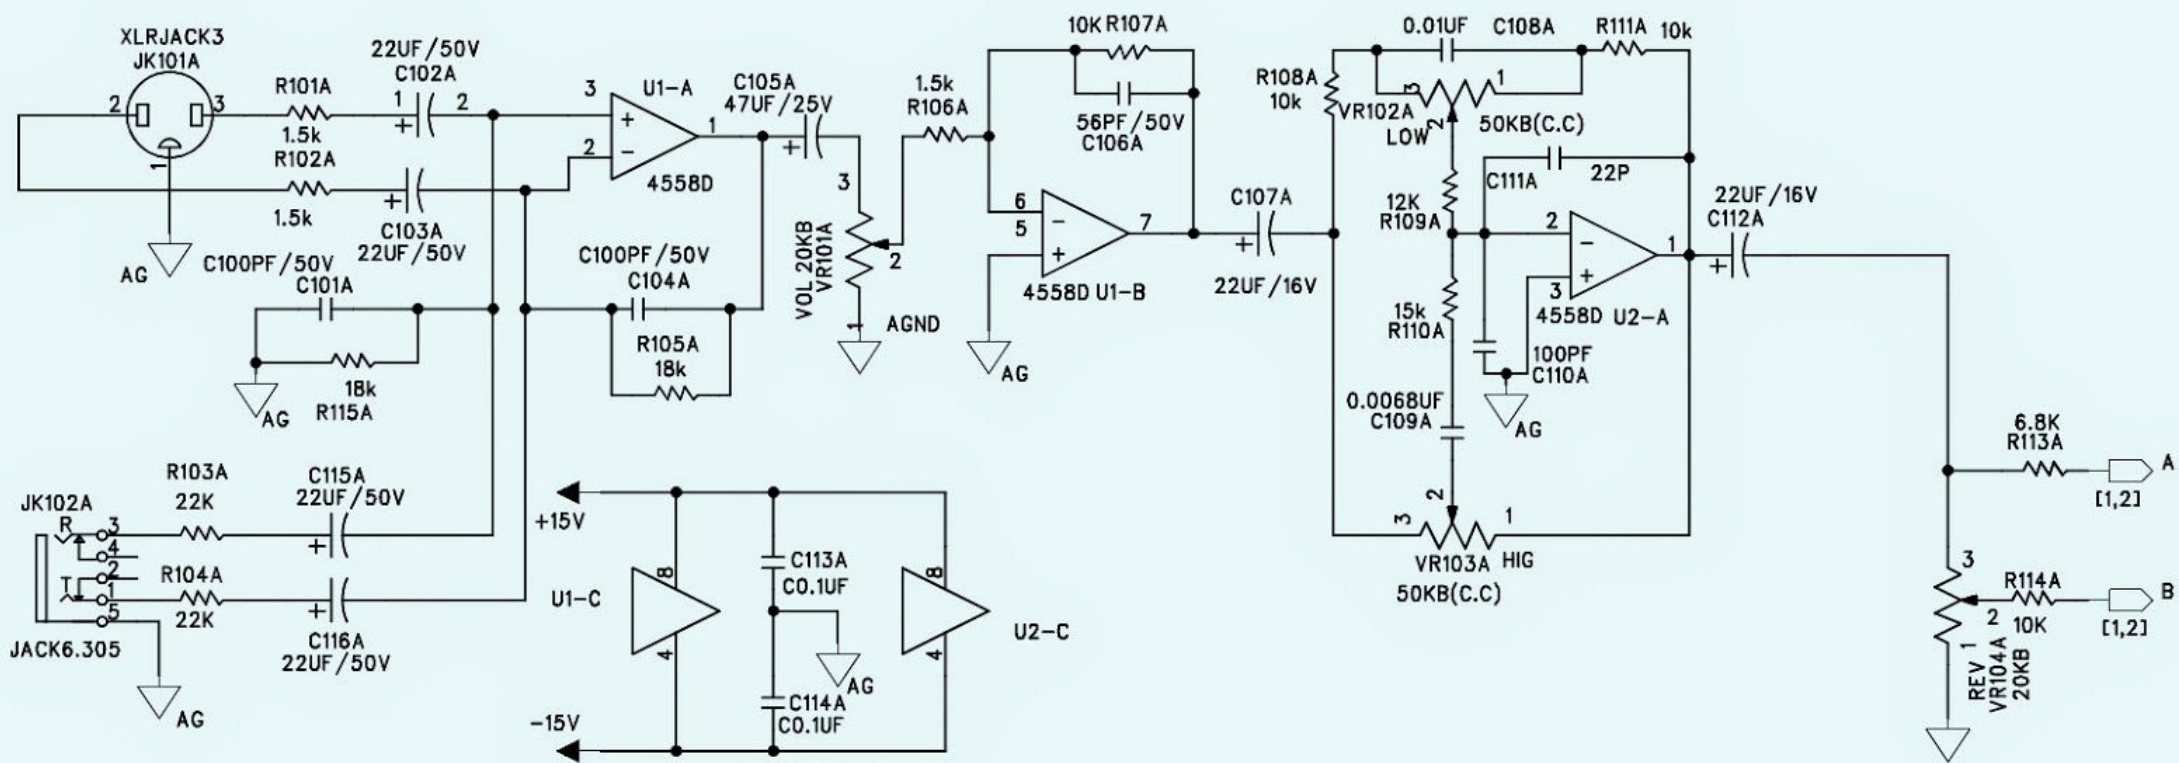 XLRJACK3
JK101A
2
3
1
AG
R101A
1.5k
R102A
1.5k
22UF/50V
C102A
1
2
+
+
C103A
22UF/50V
C100PF/50V
C101A
18k
R115A
AG
3
2
+
−
U1-A
1
4558D
C100PF/50V
C104A
R105A
18k
C105A
47UF/25V
+
3
2
1
VOL 20KB
VR101A
AGND
1.5k
R106A
10K R107A
56PF/50V
C106A
6
5
−
+
7
4558D U1-B
AG
C107A
+
22UF/16V
R108A
10k
0.01UF C108A
R111A 10k
3
1
2
VR102A
LOW
50KB(C.C)
12K
R109A
C111A
22P
15k
R110A
2
3
−
+
1
4558D U2-A
100PF
C110A
AG
0.0068UF
C109A
2
3
1
VR103A HIG
50KB(C.C)
22UF/16V
C112A
+
6.8K
R113A
A
[1,2]
3
2
1
R114A
10K
B
[1,2]
REV
VR104A
20KB
JK102A
R
T
3
4
2
1
5
JACK6.305
AG
R103A
22K
R104A
22K
C115A
22UF/50V
+
+
C116A
22UF/50V
+15V
-15V
U1-C
8
4
C113A
C0.1UF
AG
C114A
C0.1UF
8
4
U2-C